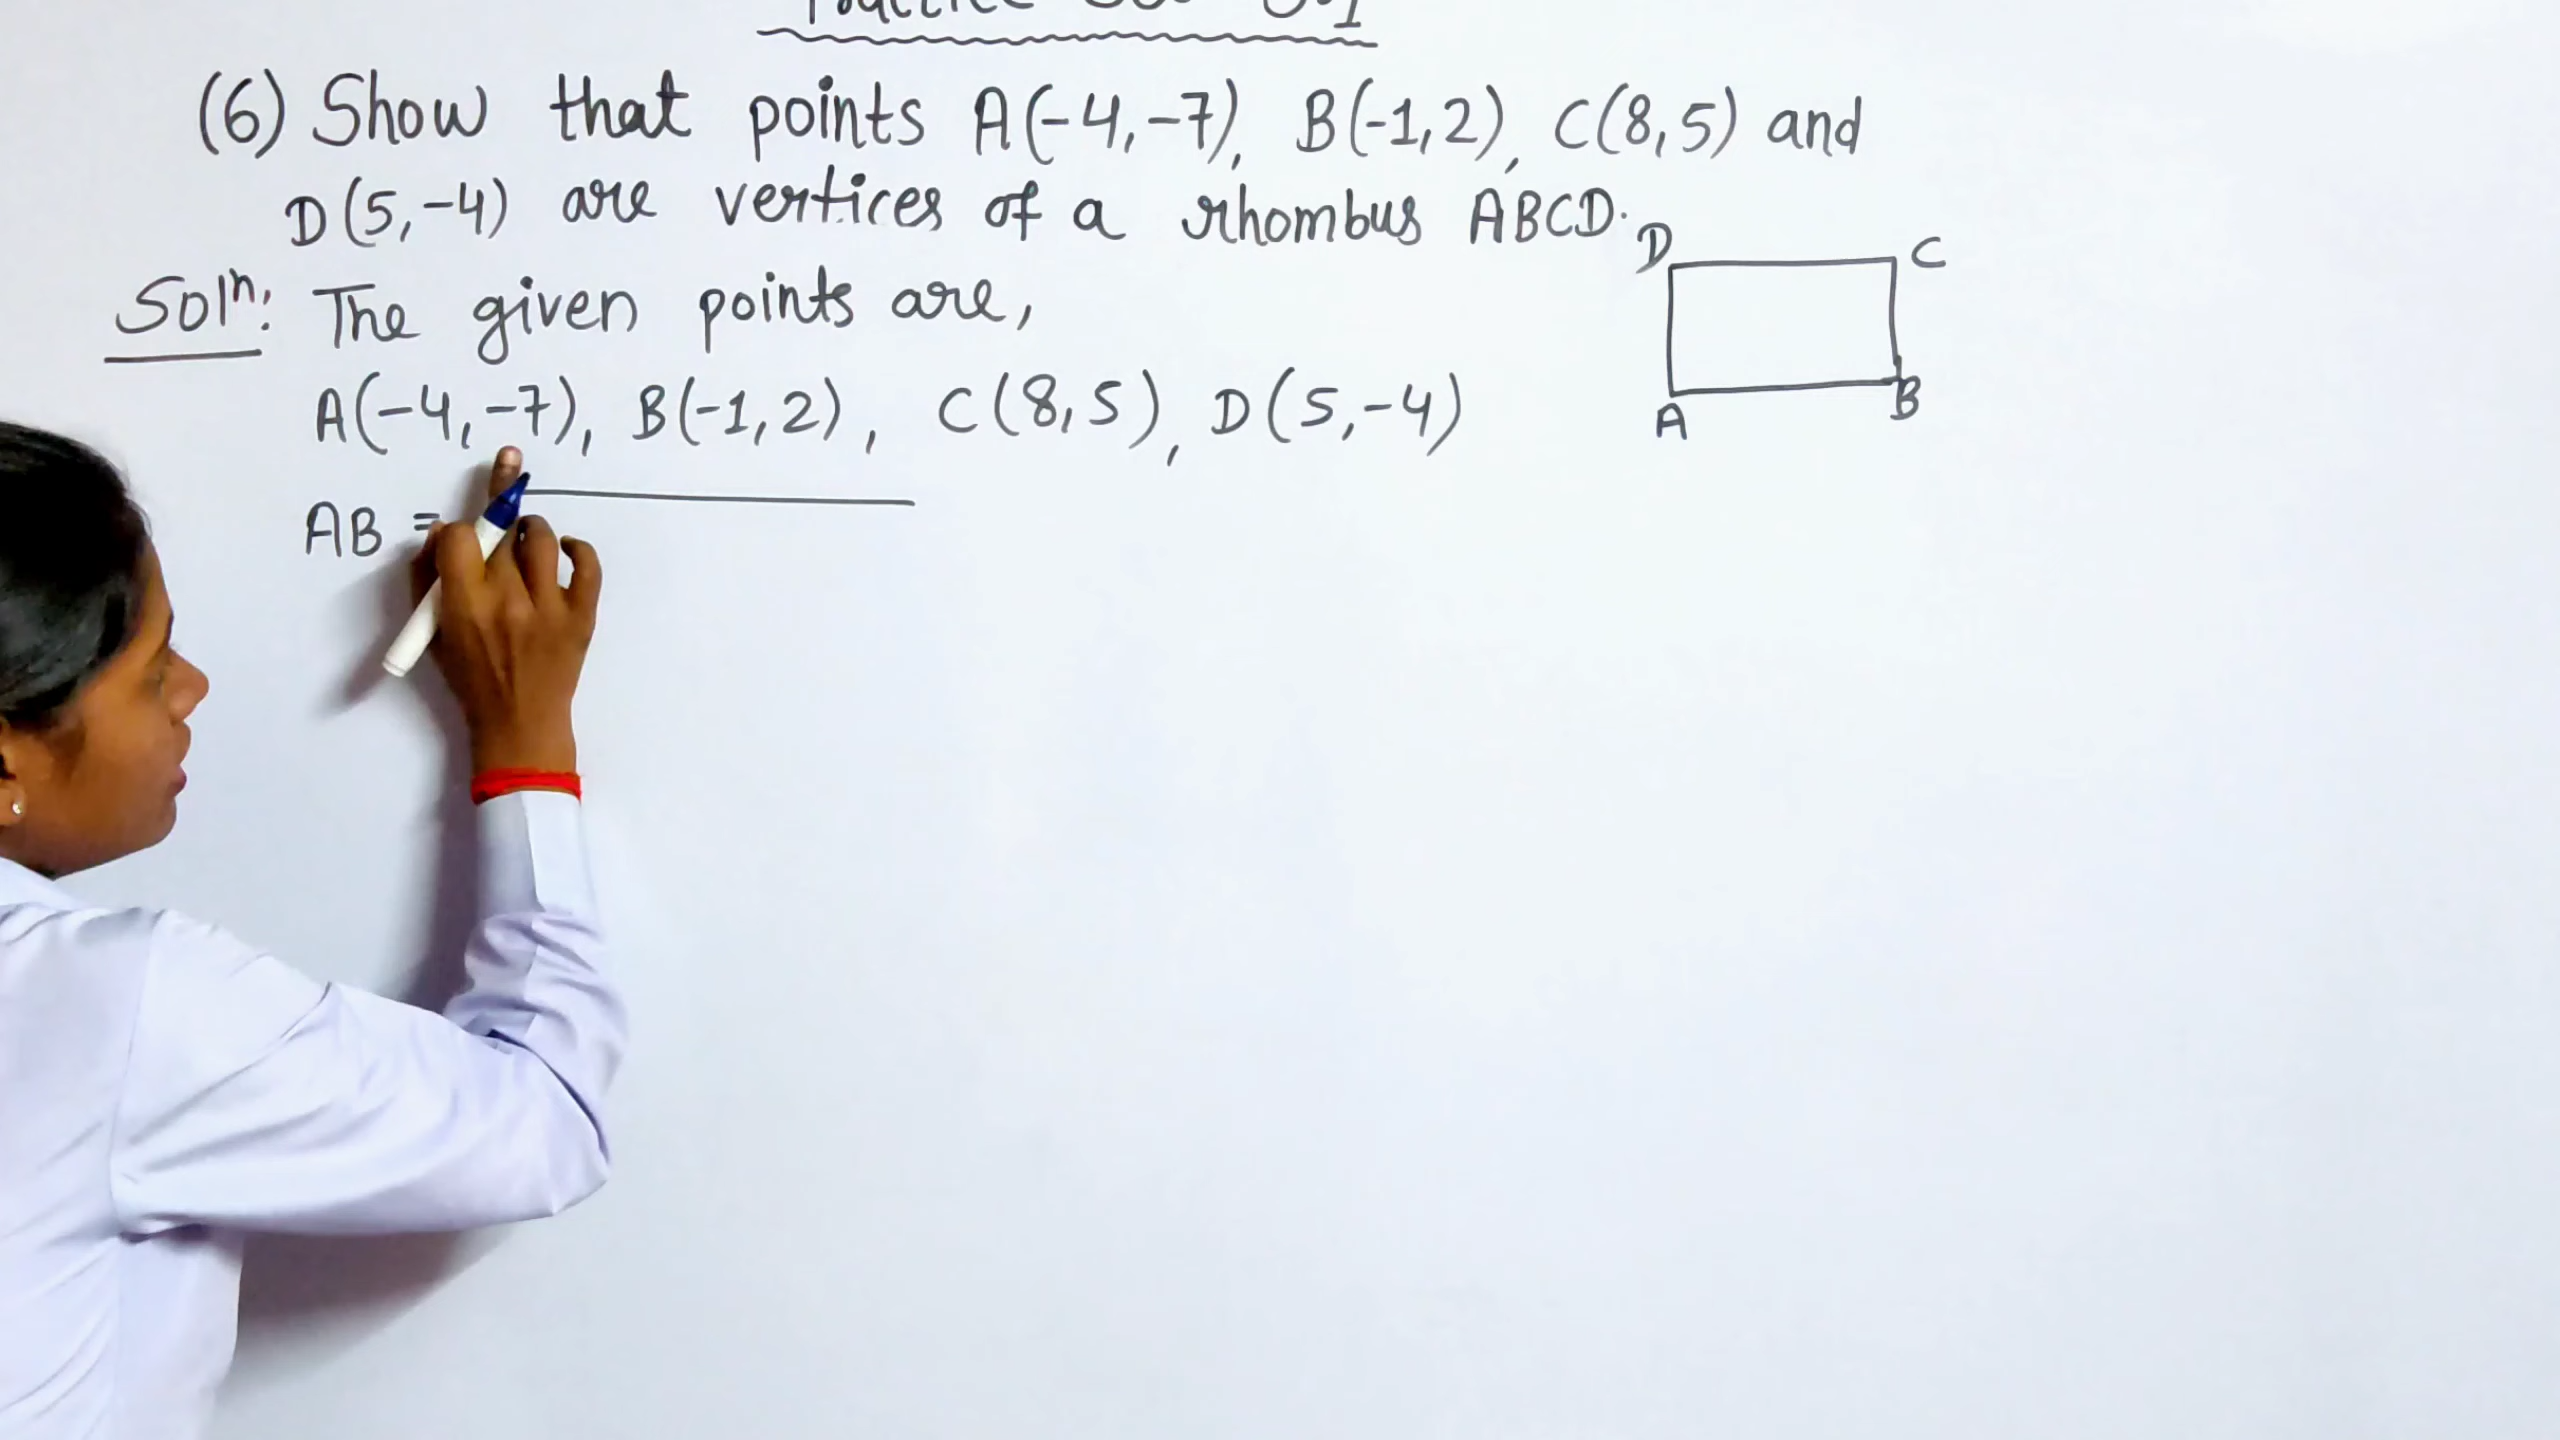 (6) Show that points A(-4,-7), B(-1,2), C(8,5) and
D(5,-4) are vertices of a rhombus ABCD.
D C
Solⁿ: The given points are,
A(-4,-7), B(-1,2), C(8,5), D(5,-4)
A B
AB =